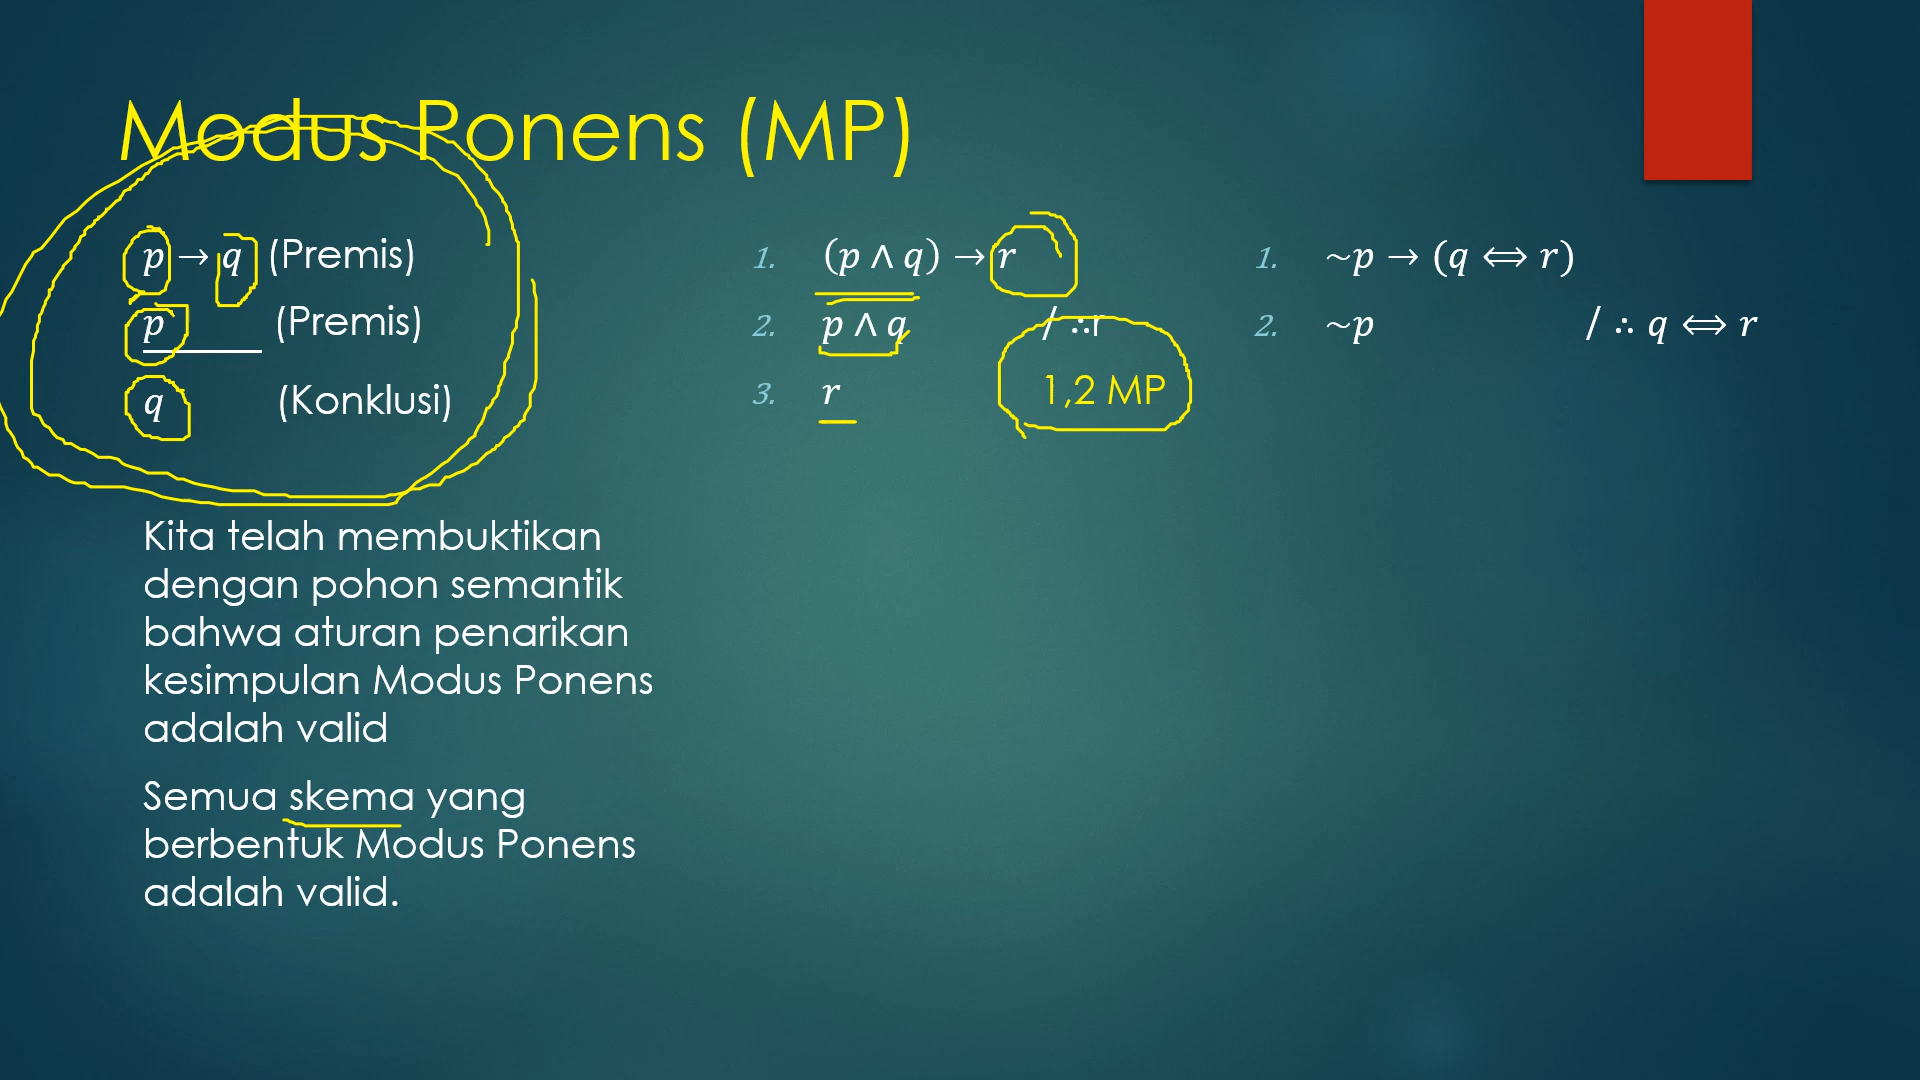 Modus Ponens (MP)
p → q (Premis)
p (Premis)
q (Konklusi)
Kita telah membuktikan
dengan pohon semantik
bahwa aturan penarikan
kesimpulan Modus Ponens
adalah valid
Semua skema yang
berbentuk Modus Ponens
adalah valid.
1. (p ∧ q) → r
2. p ∧ q / ∴r
3. r 1,2 MP
1. ~p → (q ⟺ r)
2. ~p / ∴ q ⟺ r